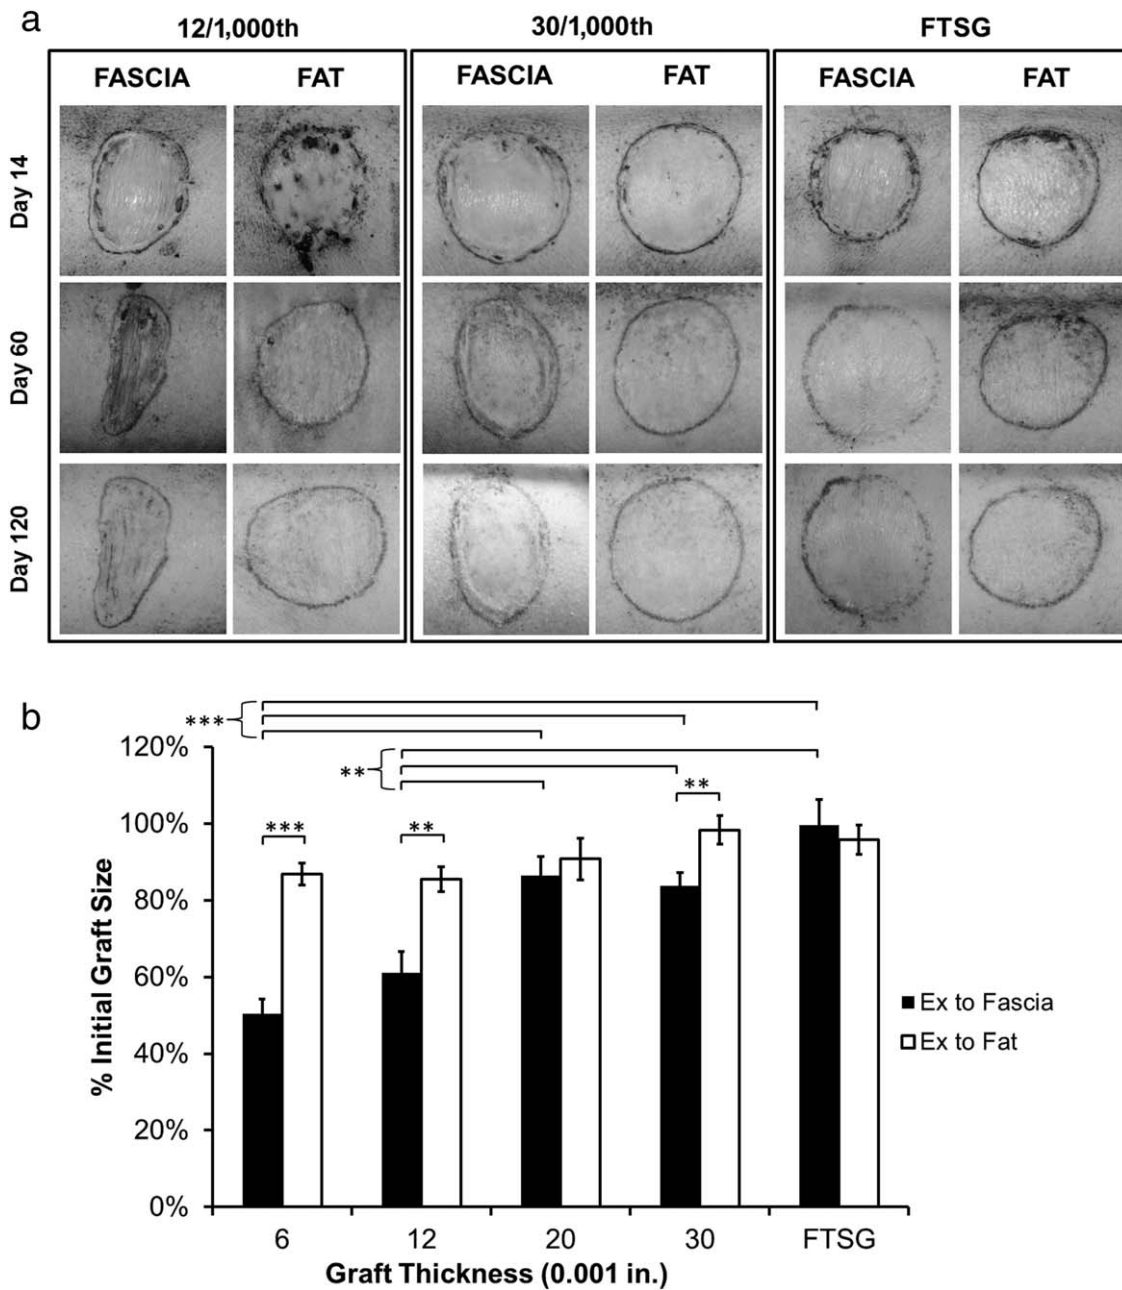 a
12/1,000th 30/1,000th FTSG
FASCIA FAT FASCIA FAT FASCIA FAT
Day 14
Day 60
Day 120
b
***
**
120%
100%
80%
60%
40%
20%
0%
*** ** **
% Initial Graft Size
Ex to Fascia
Ex to Fat
6 12 20 30 FTSG
Graft Thickness (0.001 in.)